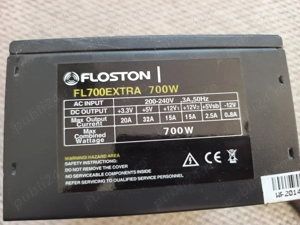 FLOSTON
FL700EXTRA 700W
AC INPUT 200-240V ,3A,50Hz
DC OUTPUT +3.3V +5V +12V1 +12V2 +5Vsb -12V
Max Output Current 20A 32A 15A 15A 2.5A 0.8A
Max Combined Wattage 700W
WARNING! HAZARDOUS AREA
SAFETY INSTRUCTIONS:
DO NOT REMOVE THE COVER
NO SERVICEABLE COMPONENTS INSIDE
REFER TO SERVICING TO QUALIFIED SERVICE PERSONNEL